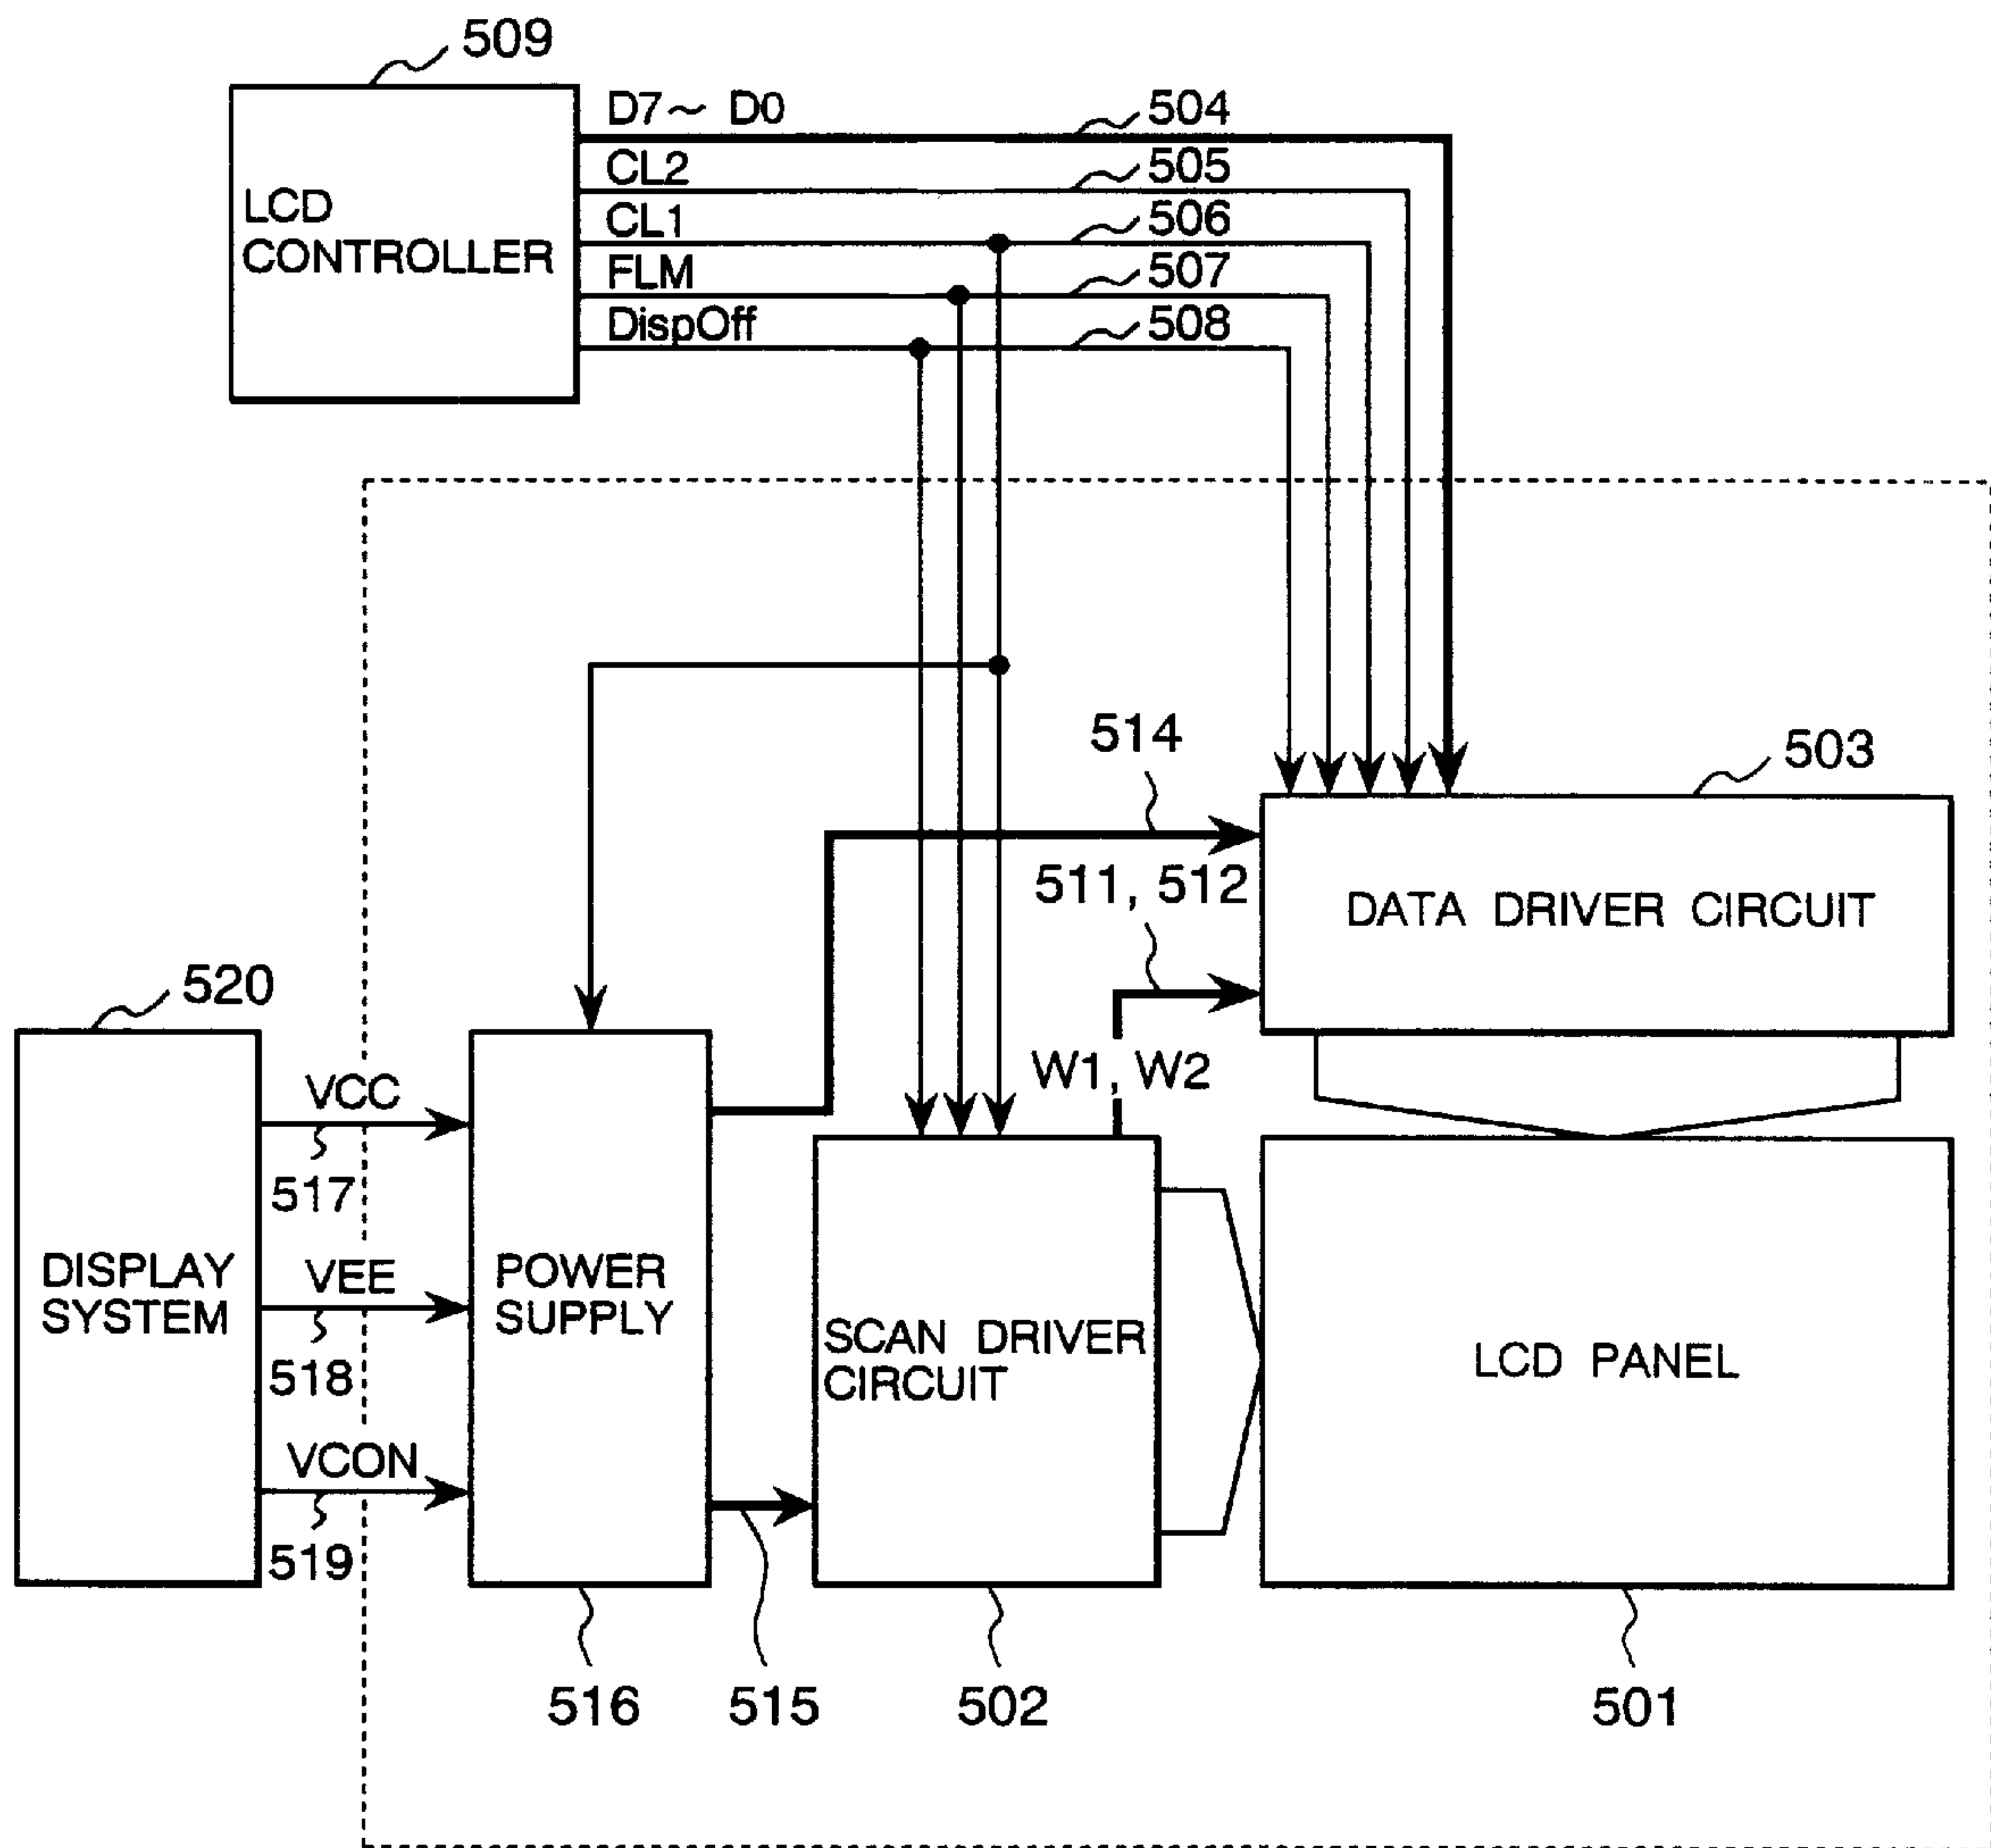 509
D7~ D0
504
CL2
505
LCD
CONTROLLER
CL1
506
FLM
507
DispOff
508
514
503
511, 512
DATA DRIVER CIRCUIT
520
W1, W2
VCC
517
DISPLAY
SYSTEM
VEE
518
POWER
SUPPLY
SCAN DRIVER
CIRCUIT
LCD PANEL
VCON
519
516
515
502
501